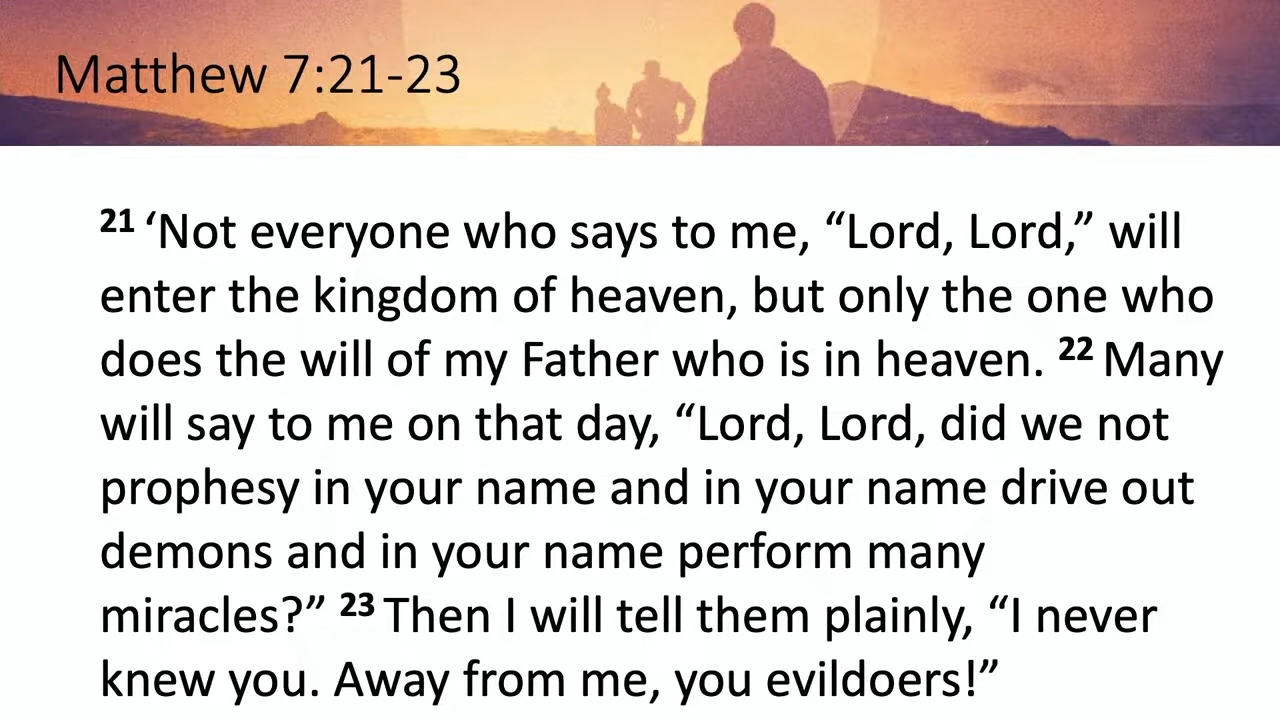 Matthew 7:21-23
21 ‘Not everyone who says to me, “Lord, Lord,” will
enter the kingdom of heaven, but only the one who
does the will of my Father who is in heaven. 22 Many
will say to me on that day, “Lord, Lord, did we not
prophesy in your name and in your name drive out
demons and in your name perform many
miracles?” 23 Then I will tell them plainly, “I never
knew you. Away from me, you evildoers!”